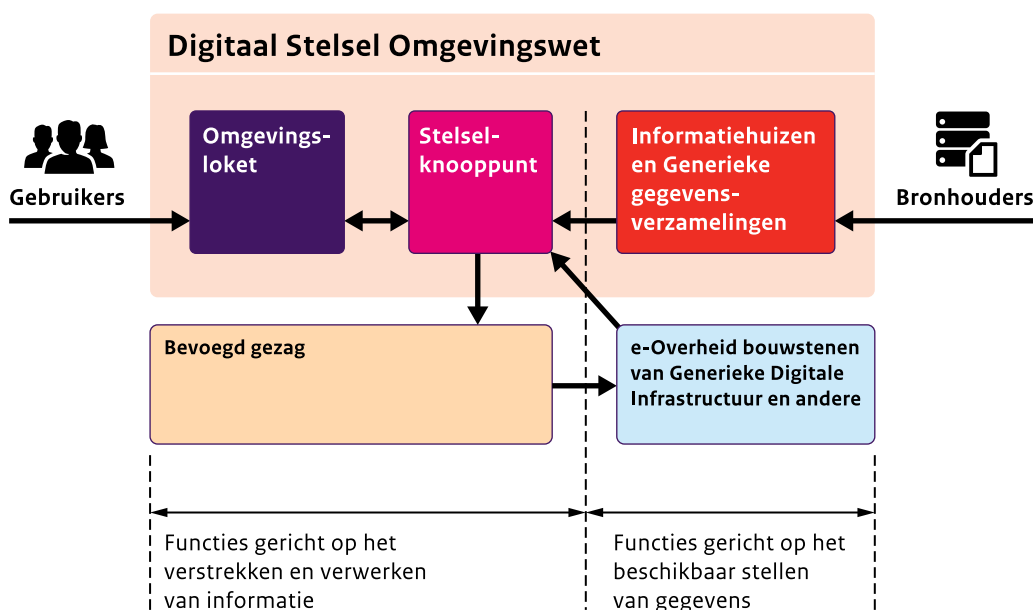 Digitaal Stelsel Omgevingswet
Gebruikers
Omgevings-
loket
Stelsel-
knooppunt
Informatiehuizen
en Generieke
gegevens-
verzamelingen
Bronhouders
Bevoegd gezag
e-Overheid bouwstenen
van Generieke Digitale
Infrastructuur en andere
Functies gericht op het
verstrekken en verwerken
van informatie
Functies gericht op het
beschikbaar stellen
van gegevens